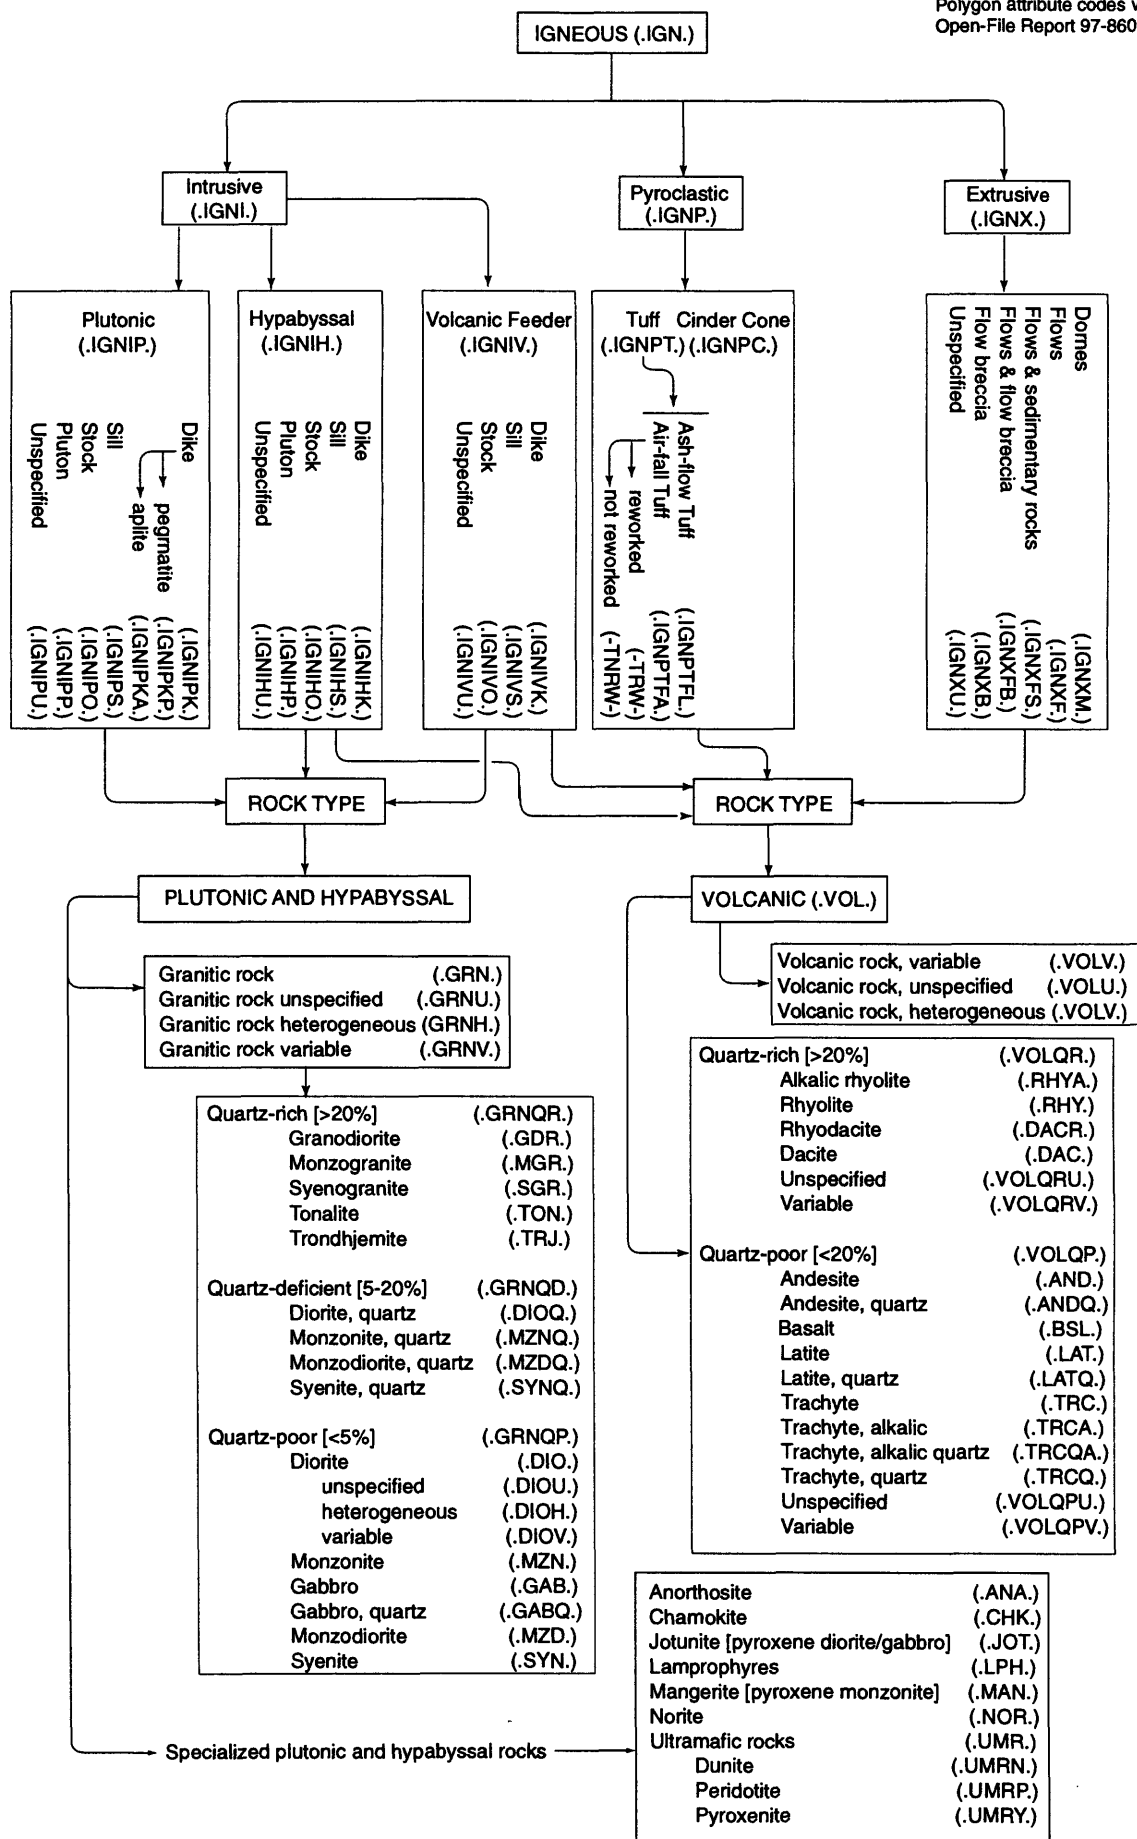 Polygon attribute codes
Open-File Report 97-860
IGNEOUS (.IGN.)
Intrusive
(.IGNI.)
Pyroclastic
(.IGNP.)
Extrusive
(.IGNX.)
Plutonic
(.IGNIP.)
Dike
pegmatite
aplite
Sill
Stock
Pluton
Unspecified
(.IGNIPK.)
(.IGNIPKP.)
(.IGNIPKA.)
(.IGNIPS.)
(.IGNIPO.)
(.IGNIPP.)
(.IGNIPU.)
Hypabyssal
(.IGNIH.)
Dike
Sill
Stock
Pluton
Unspecified
(.IGNIHK.)
(.IGNIHS.)
(.IGNIHO.)
(.IGNIHP.)
(.IGNIHU.)
Volcanic Feeder
(.IGNIV.)
Dike
Sill
Stock
Unspecified
(.IGNIVK.)
(.IGNIVS.)
(.IGNIVO.)
(.IGNIVU.)
Tuff Cinder Cone
(.IGNPT.) (.IGNPC.)
Ash-flow Tuff
Air-fall Tuff
reworked
not reworked
(.IGNPTFL.)
(.IGNPTFA.)
(-TRW-)
(-TNRW-)
Domes
Flows
Flows & sedimentary rocks
Flows & flow breccia
Flow breccia
Unspecified
(.IGNXM.)
(.IGNXF.)
(.IGNXFS.)
(.IGNXFB.)
(.IGNXB.)
(.IGNXU.)
ROCK TYPE
ROCK TYPE
PLUTONIC AND HYPABYSSAL
VOLCANIC (.VOL.)
Granitic rock (.GRN.)
Granitic rock unspecified (.GRNU.)
Granitic rock heterogeneous (GRNH.)
Granitic rock variable (.GRNV.)
Volcanic rock, variable (.VOLV.)
Volcanic rock, unspecified (.VOLU.)
Volcanic rock, heterogeneous (.VOLV.)
Quartz-rich [>20%] (.GRNQR.)
Granodiorite (.GDR.)
Monzogranite (.MGR.)
Syenogranite (.SGR.)
Tonalite (.TON.)
Trondhjemite (.TRJ.)
Quartz-deficient [5-20%] (.GRNQD.)
Diorite, quartz (.DIOQ.)
Monzonite, quartz (.MZNQ.)
Monzodiorite, quartz (.MZDQ.)
Syenite, quartz (.SYNQ.)
Quartz-poor [<5%] (.GRNQP.)
Diorite (.DIO.)
unspecified (.DIOU.)
heterogeneous (.DIOH.)
variable (.DIOV.)
Monzonite (.MZN.)
Gabbro (.GAB.)
Gabbro, quartz (.GABQ.)
Monzodiorite (.MZD.)
Syenite (.SYN.)
Quartz-rich [>20%] (.VOLQR.)
Alkalic rhyolite (.RHYA.)
Rhyolite (.RHY.)
Rhyodacite (.DACR.)
Dacite (.DAC.)
Unspecified (.VOLQRU.)
Variable (.VOLQRV.)
Quartz-poor [<20%] (.VOLQP.)
Andesite (.AND.)
Andesite, quartz (.ANDQ.)
Basalt (.BSL.)
Latite (.LAT.)
Latite, quartz (.LATQ.)
Trachyte (.TRC.)
Trachyte, alkalic (.TRCA.)
Trachyte, alkalic quartz (.TRCQA.)
Trachyte, quartz (.TRCQ.)
Unspecified (.VOLQPU.)
Variable (.VOLQPV.)
Specialized plutonic and hypabyssal rocks
Anorthosite (.ANA.)
Charnokite (.CHK.)
Jotunite [pyroxene diorite/gabbro] (.JOT.)
Lamprophyres (.LPH.)
Mangerite [pyroxene monzonite] (.MAN.)
Norite (.NOR.)
Ultramafic rocks (.UMR.)
Dunite (.UMRN.)
Peridotite (.UMRP.)
Pyroxenite (.UMRY.)